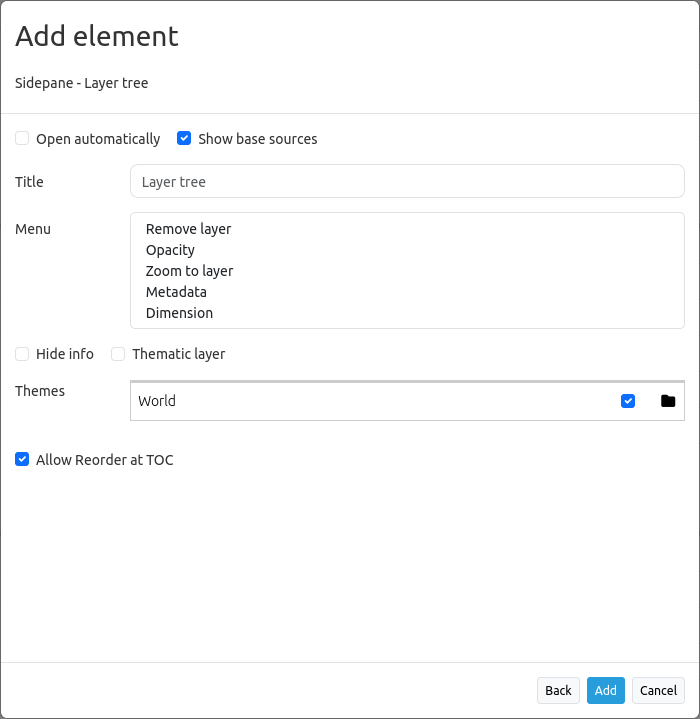 Add element
Sidepane - Layer tree
Open automatically Show base sources
Title Layer tree
Menu Remove layer
Opacity
Zoom to layer
Metadata
Dimension
Hide info Thematic layer
Themes World
Allow Reorder at TOC
Back Add Cancel